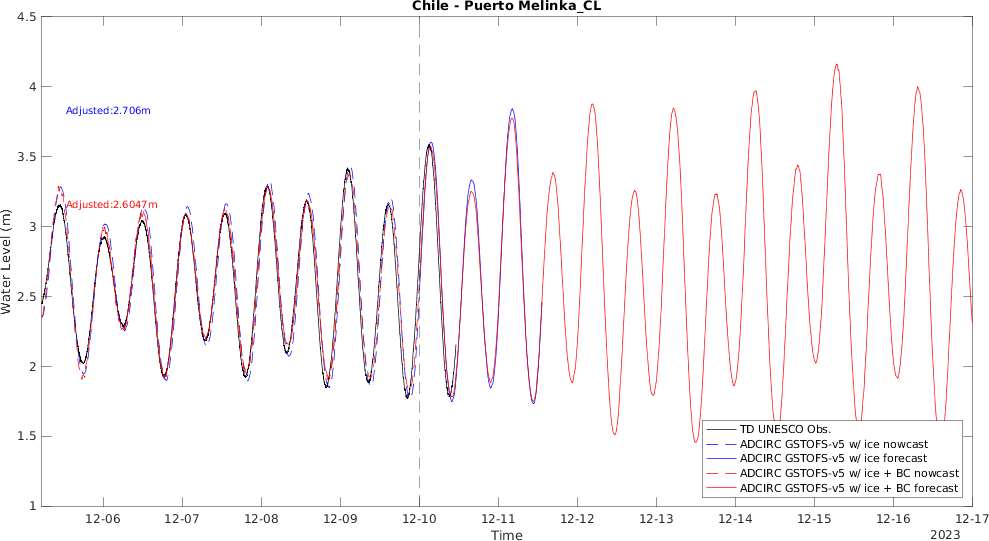 Chile - Puerto Melinka_CL
4.5
4
3.5
3
2.5
2
1.5
1
Water Level (m)
Adjusted:2.706m
Adjusted:2.6047m
TD UNESCO Obs.
ADCIRC GSTOFS-v5 w/ ice nowcast
ADCIRC GSTOFS-v5 w/ ice forecast
ADCIRC GSTOFS-v5 w/ ice + BC nowcast
ADCIRC GSTOFS-v5 w/ ice + BC forecast
12-06 12-07 12-08 12-09 12-10 12-11 12-12 12-13 12-14 12-15 12-16 12-17
Time
2023